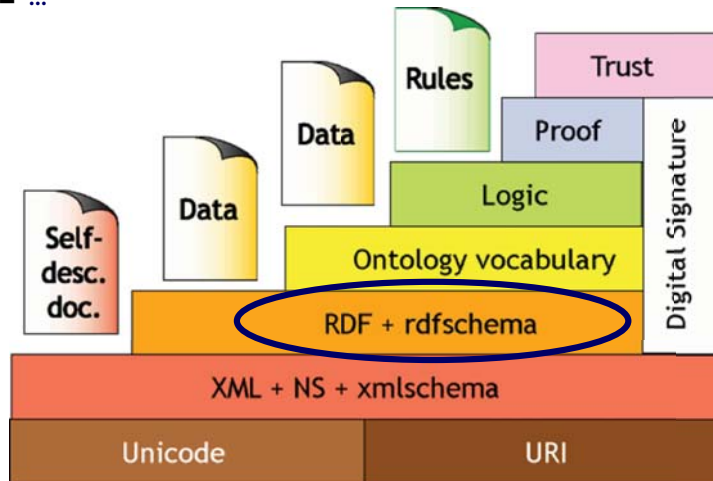 ...
Rules
Trust
Data
Proof
Data
Logic
Self-
desc.
doc.
Ontology vocabulary
Digital Signature
RDF + rdfschema
XML + NS + xmlschema
Unicode
URI